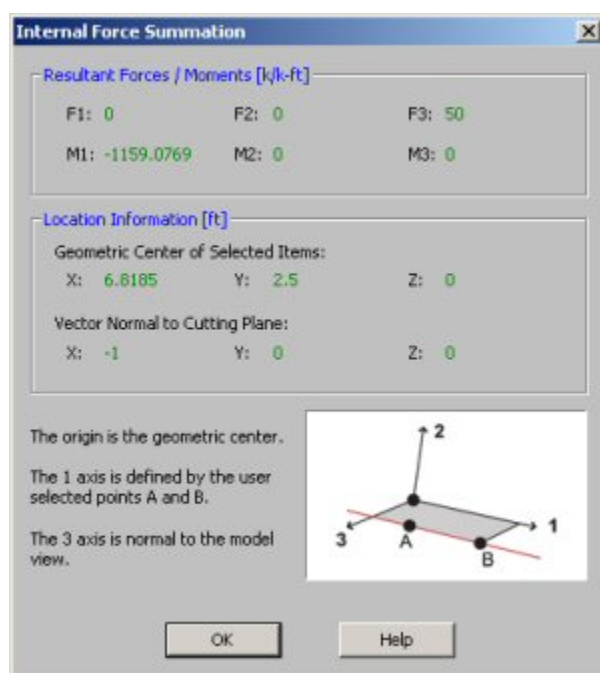 Internal Force Summation
Resultant Forces / Moments [k/k-ft]
F1: 0 F2: 0 F3: 50
M1: -1159.0769 M2: 0 M3: 0
Location Information [ft]
Geometric Center of Selected Items:
X: 6.8185 Y: 2.5 Z: 0
Vector Normal to Cutting Plane:
X: -1 Y: 0 Z: 0
The origin is the geometric center.
The 1 axis is defined by the user
selected points A and B.
The 3 axis is normal to the model
view.
2
1
3
A
B
OK Help